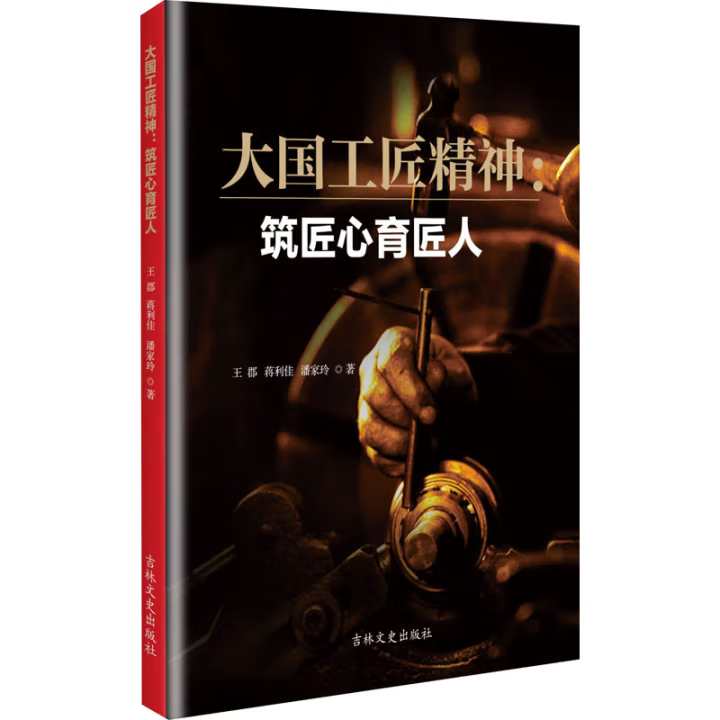 大国工匠精神：筑匠心育匠人
王 郡 蒋利佳 潘家玲 ◎ 著
吉林文史出版社
大国工匠精神：
筑匠心育匠人
王 郡 蒋利佳 潘家玲 ◎ 著
吉林文史出版社